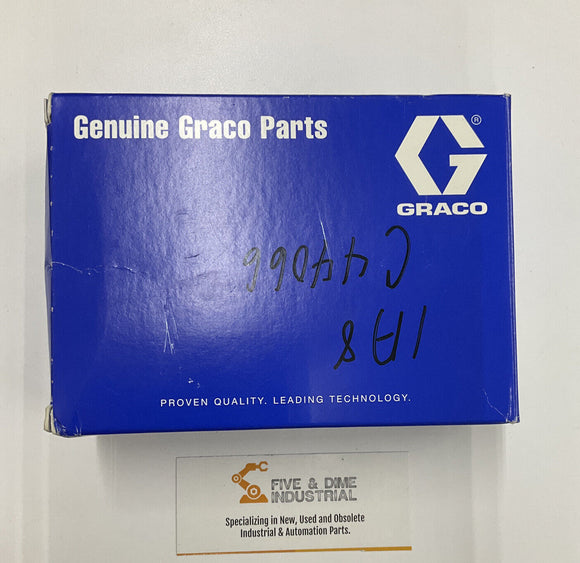 Genuine Graco Parts
G ®
GRACO
1A8
PROVEN QUALITY. LEADING TECHNOLOGY.
FIVE & DIME
INDUSTRIAL
Specializing in New, Used and Obsolete
Industrial & Automation Parts.